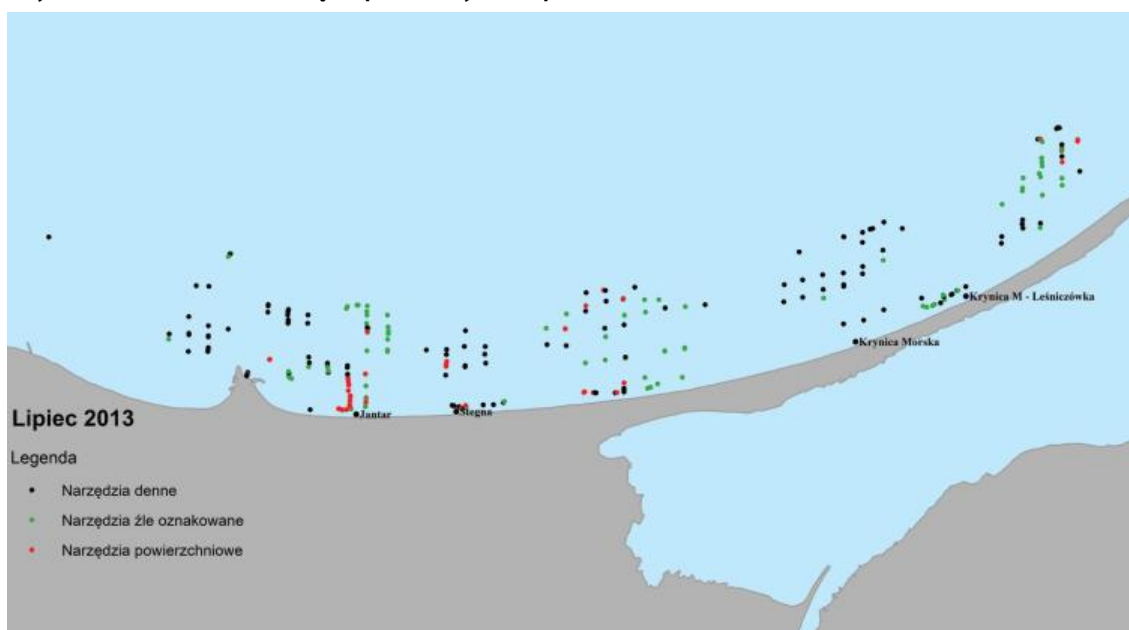 Krynica M - Leśniczówka
Krynica Morska
Jantar
Stegna
Lipiec 2013
Legenda
Narzędzia denne
Narzędzia źle oznakowane
Narzędzia powierzchniowe